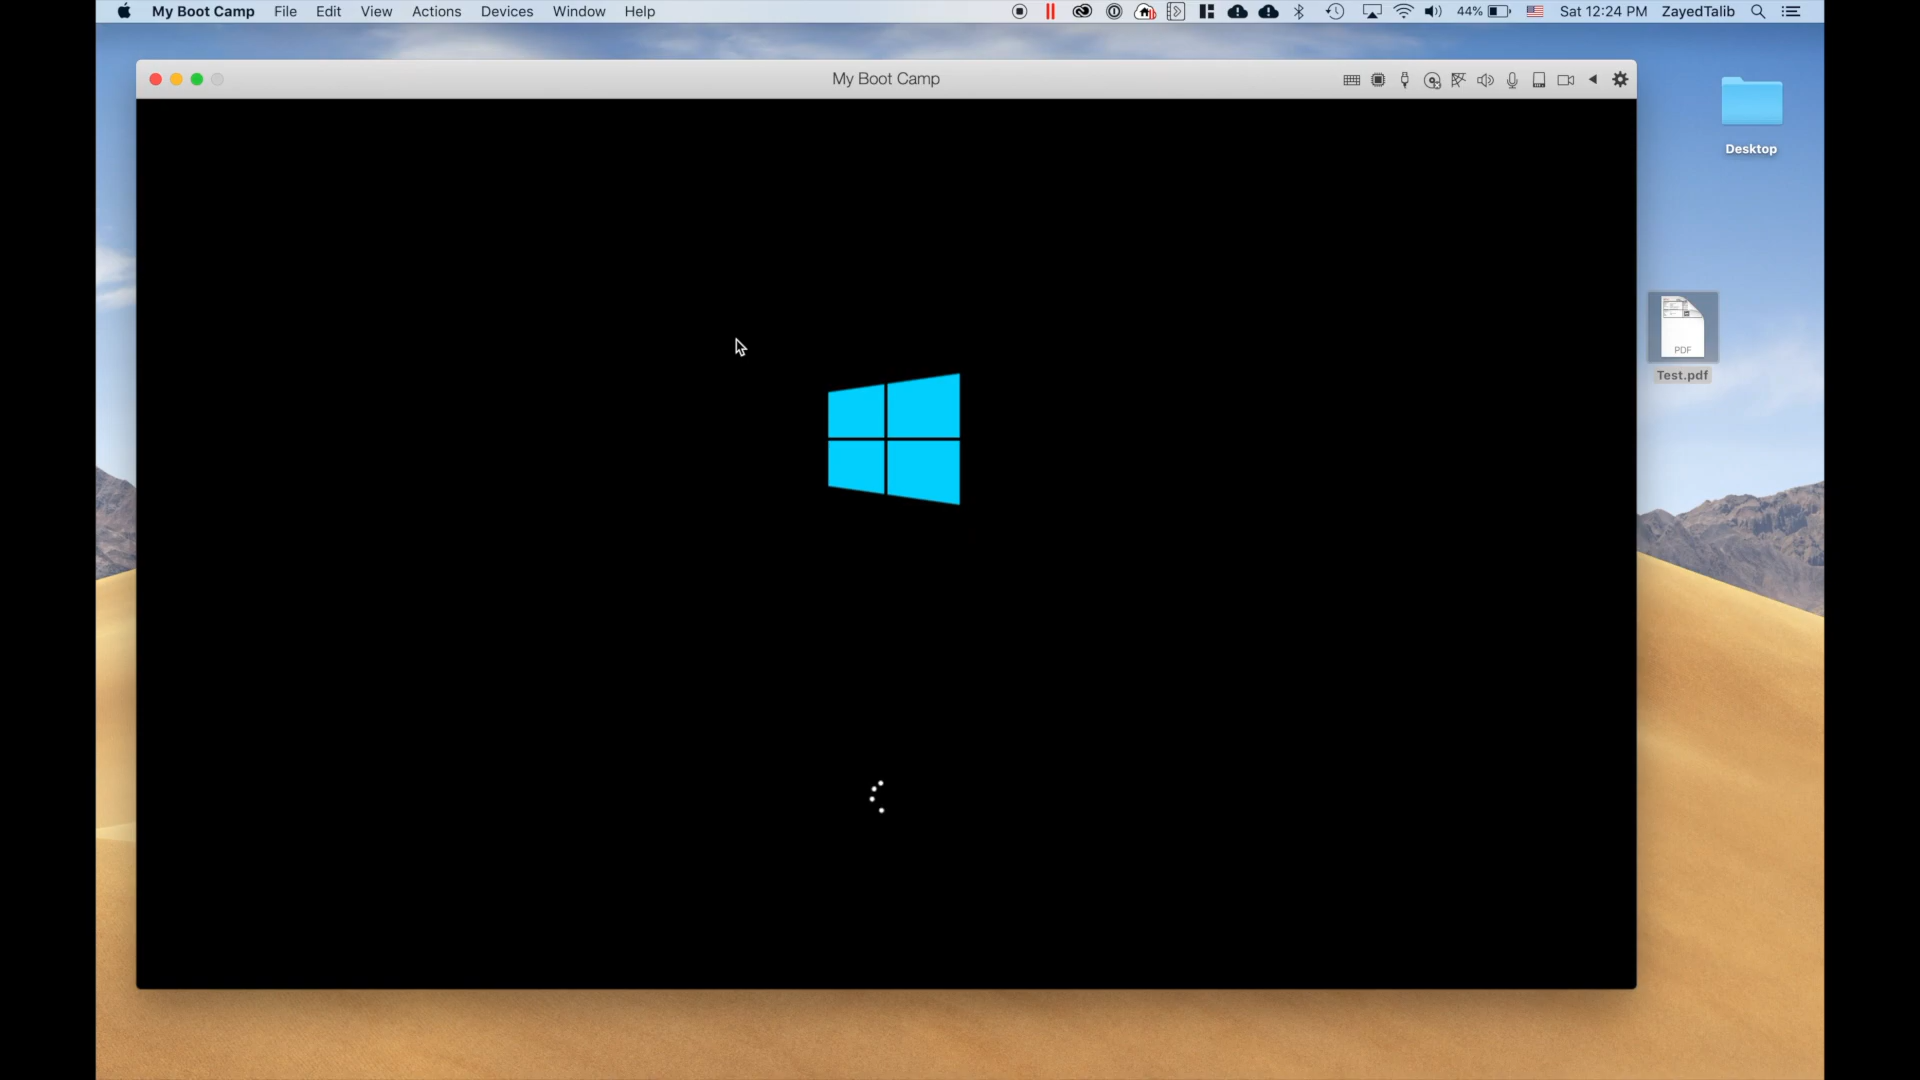 My Boot Camp File Edit View Actions Devices Window Help 44% Sat 12:24 PM ZayedTalib
My Boot Camp
Desktop
PDF
Test.pdf